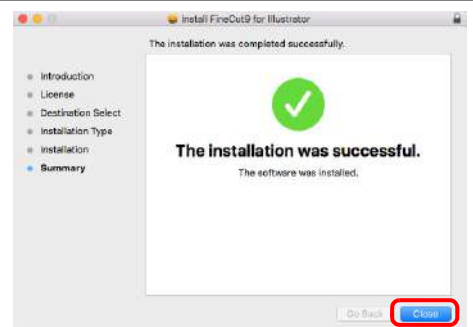 Install FineCut9 for Illustrator
The installation was completed successfully.
Introduction
License
Destination Select
Installation Type
Installation
Summary
The installation was successful.
The software was installed.
Go Back
Close